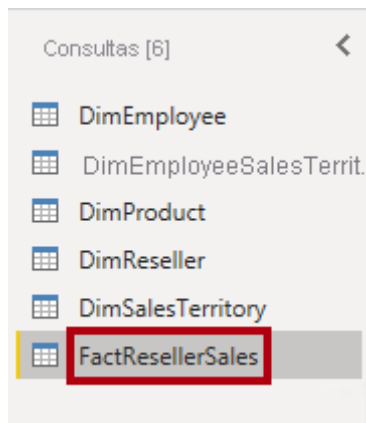 Consultas [6]
DimEmployee
DimEmployeeSalesTerrit.
DimProduct
DimReseller
DimSalesTerritory
FactResellerSales